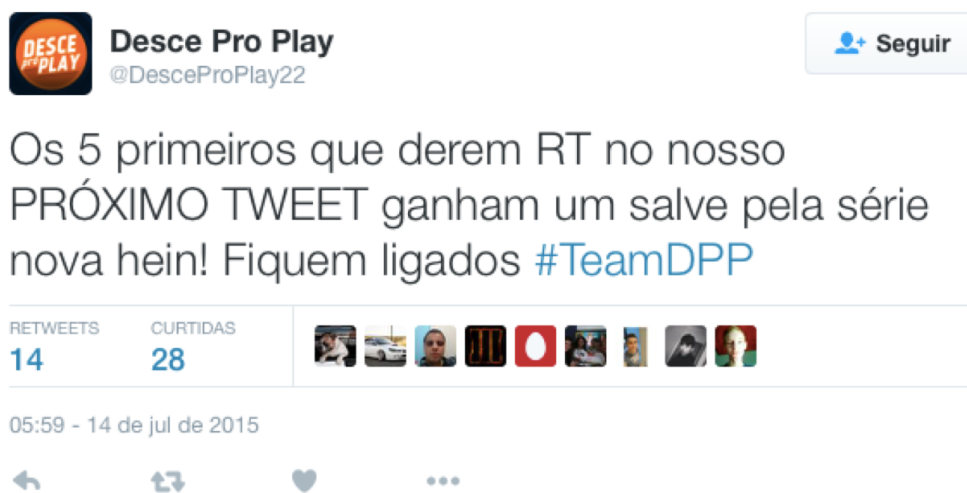 DESCE
pro PLAY
Desce Pro Play
@DesceProPlay22
Seguir
Os 5 primeiros que derem RT no nosso
PRÓXIMO TWEET ganham um salve pela série
nova hein! Fiquem ligados #TeamDPP
RETWEETS CURTIDAS
14 28
05:59 - 14 de jul de 2015